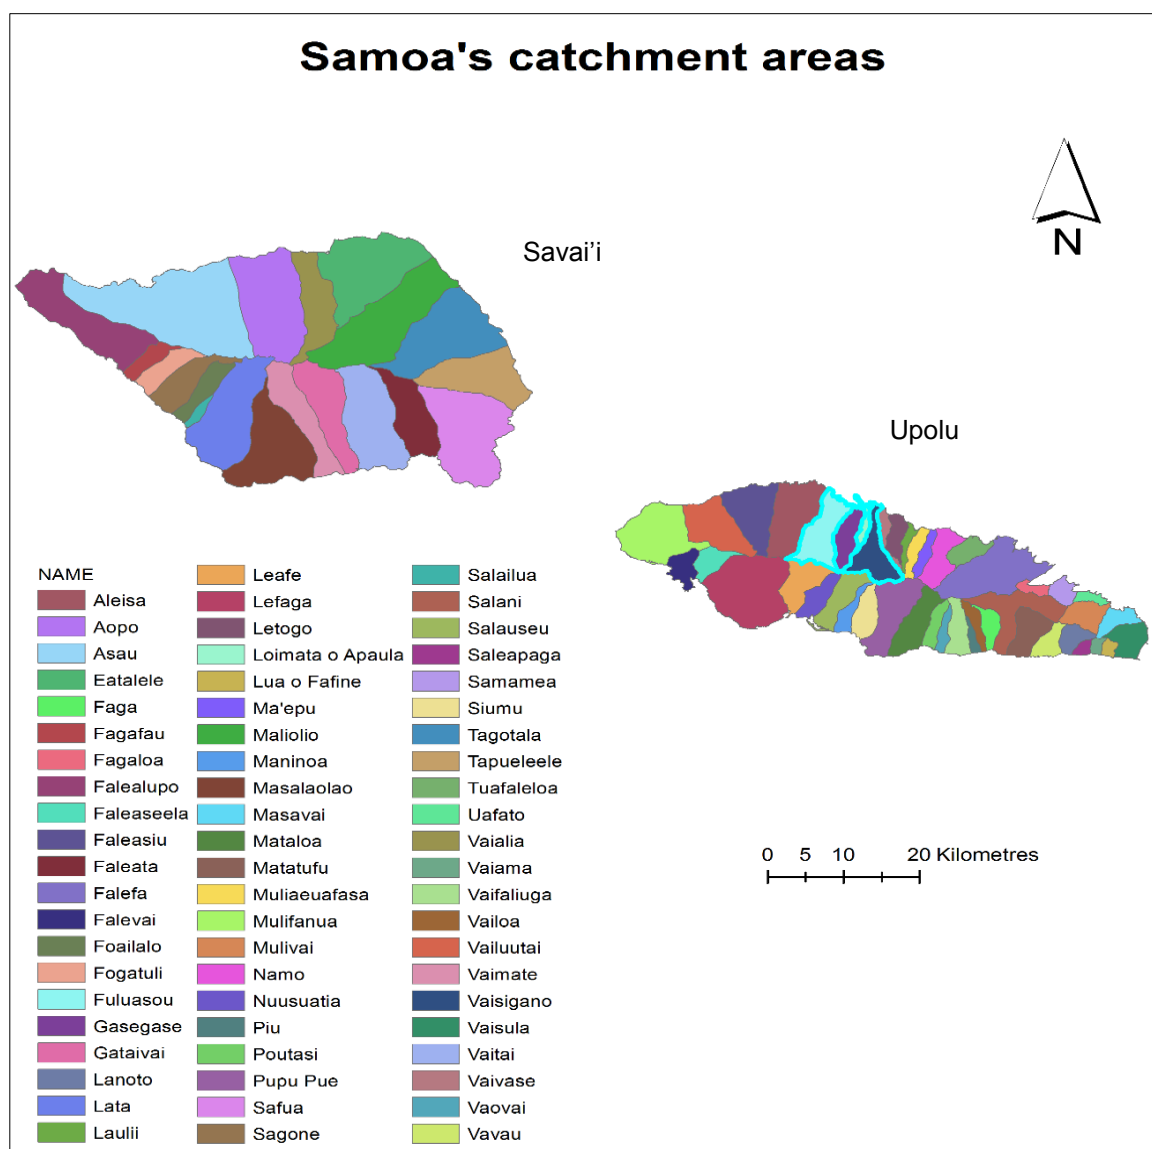 Samoa's catchment areas
N
Savai’i
Upolu
NAME
Aleisa
Aopo
Asau
Eatalele
Faga
Fagafau
Fagaloa
Falealupo
Faleaseela
Faleasiu
Faleata
Falefa
Falevai
Foailalo
Fogatuli
Fuluasou
Gasegase
Gataivai
Lanoto
Lata
Laulii
Leafe
Lefaga
Letogo
Loimata o Apaula
Lua o Fafine
Ma'epu
Maliolio
Maninoa
Masalaolao
Masavai
Mataloa
Matatufu
Muliaeuafasa
Mulifanua
Mulivai
Namo
Nuusuatia
Piu
Poutasi
Pupu Pue
Safua
Sagone
Salailua
Salani
Salauseu
Saleapaga
Samamea
Siumu
Tagotala
Tapueleele
Tuafaleloa
Uafato
Vaialia
Vaiama
Vaifaliuga
Vailoa
Vailuutai
Vaimate
Vaisigano
Vaisula
Vaitai
Vaivase
Vaovai
Vavau
0 5 10 20 Kilometres